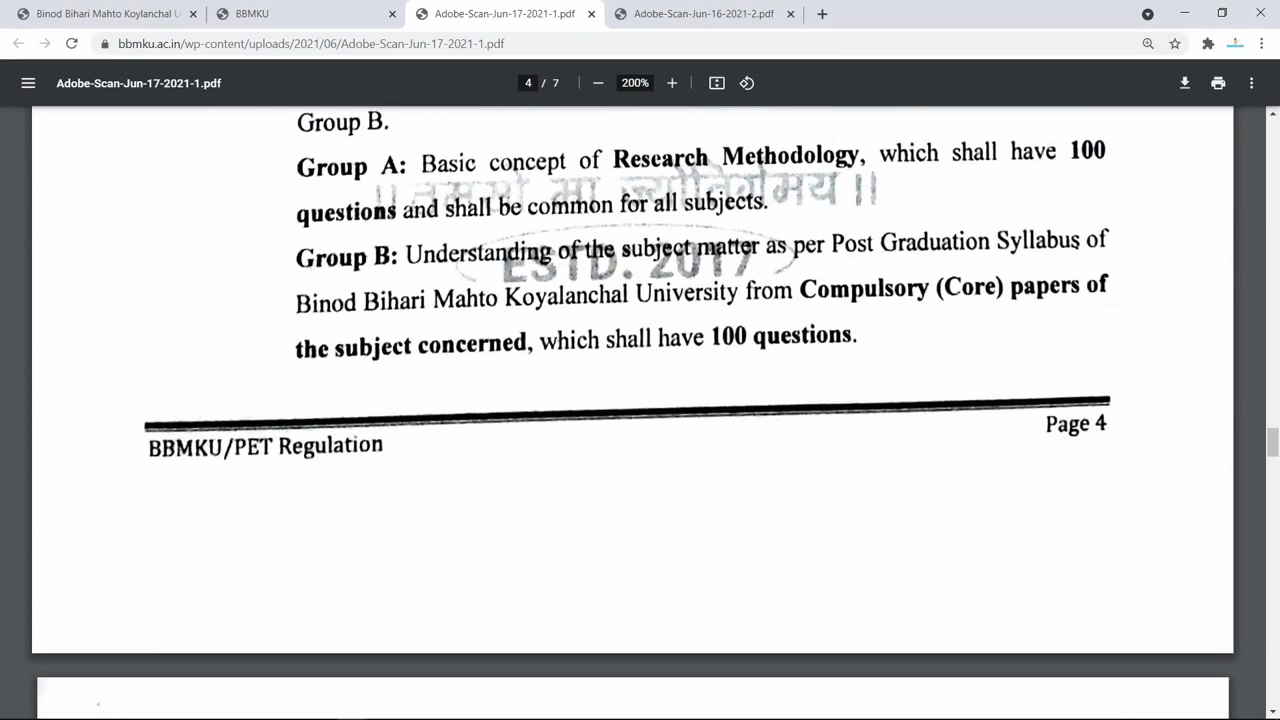 Binod Bihari Mahto Koylanchal U
BBMKU
Adobe-Scan-Jun-17-2021-1.pdf
Adobe-Scan-Jun-16-2021-2.pdf
bbmku.ac.in/wp-content/uploads/2021/06/Adobe-Scan-Jun-17-2021-1.pdf
Adobe-Scan-Jun-17-2021-1.pdf
4 / 7
200%
Group B.
Group A: Basic concept of Research Methodology, which shall have 100
|| तमसो मा ज्योतिर्गमय ||
questions and shall be common for all subjects.
Group B: Understanding of the subject matter as per Post Graduation Syllabus of
ESTD. 2017
Binod Bihari Mahto Koyalanchal University from Compulsory (Core) papers of
the subject concerned, which shall have 100 questions.
BBMKU/PET Regulation
Page 4